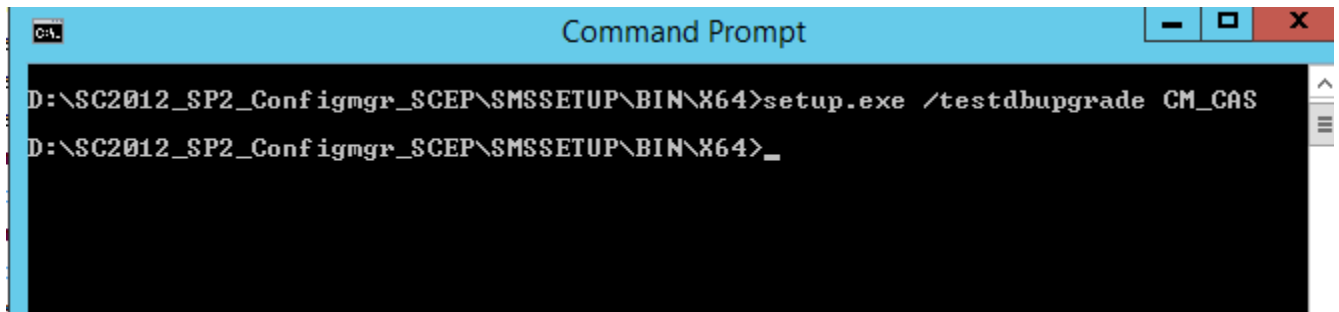 C:\.
Command Prompt
D:\SC2012_SP2_Configmgr_SCEP\SMSSETUP\BIN\X64>setup.exe /testdbupgrade CM_CAS
D:\SC2012_SP2_Configmgr_SCEP\SMSSETUP\BIN\X64>_